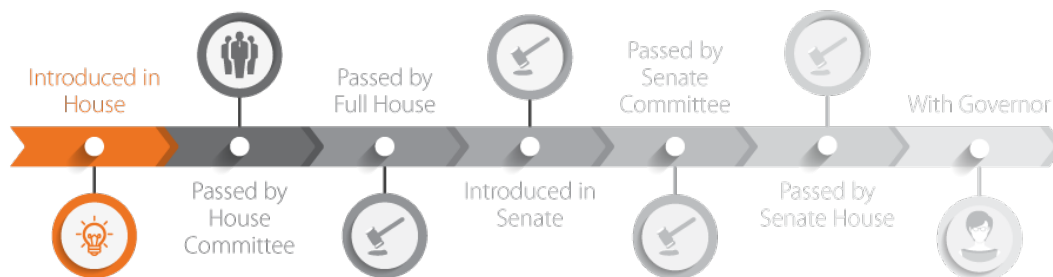 Introduced in
House
Passed by
House
Committee
Passed by
Full House
Introduced in
Senate
Passed by
Senate
Committee
Passed by
Senate House
With Governor